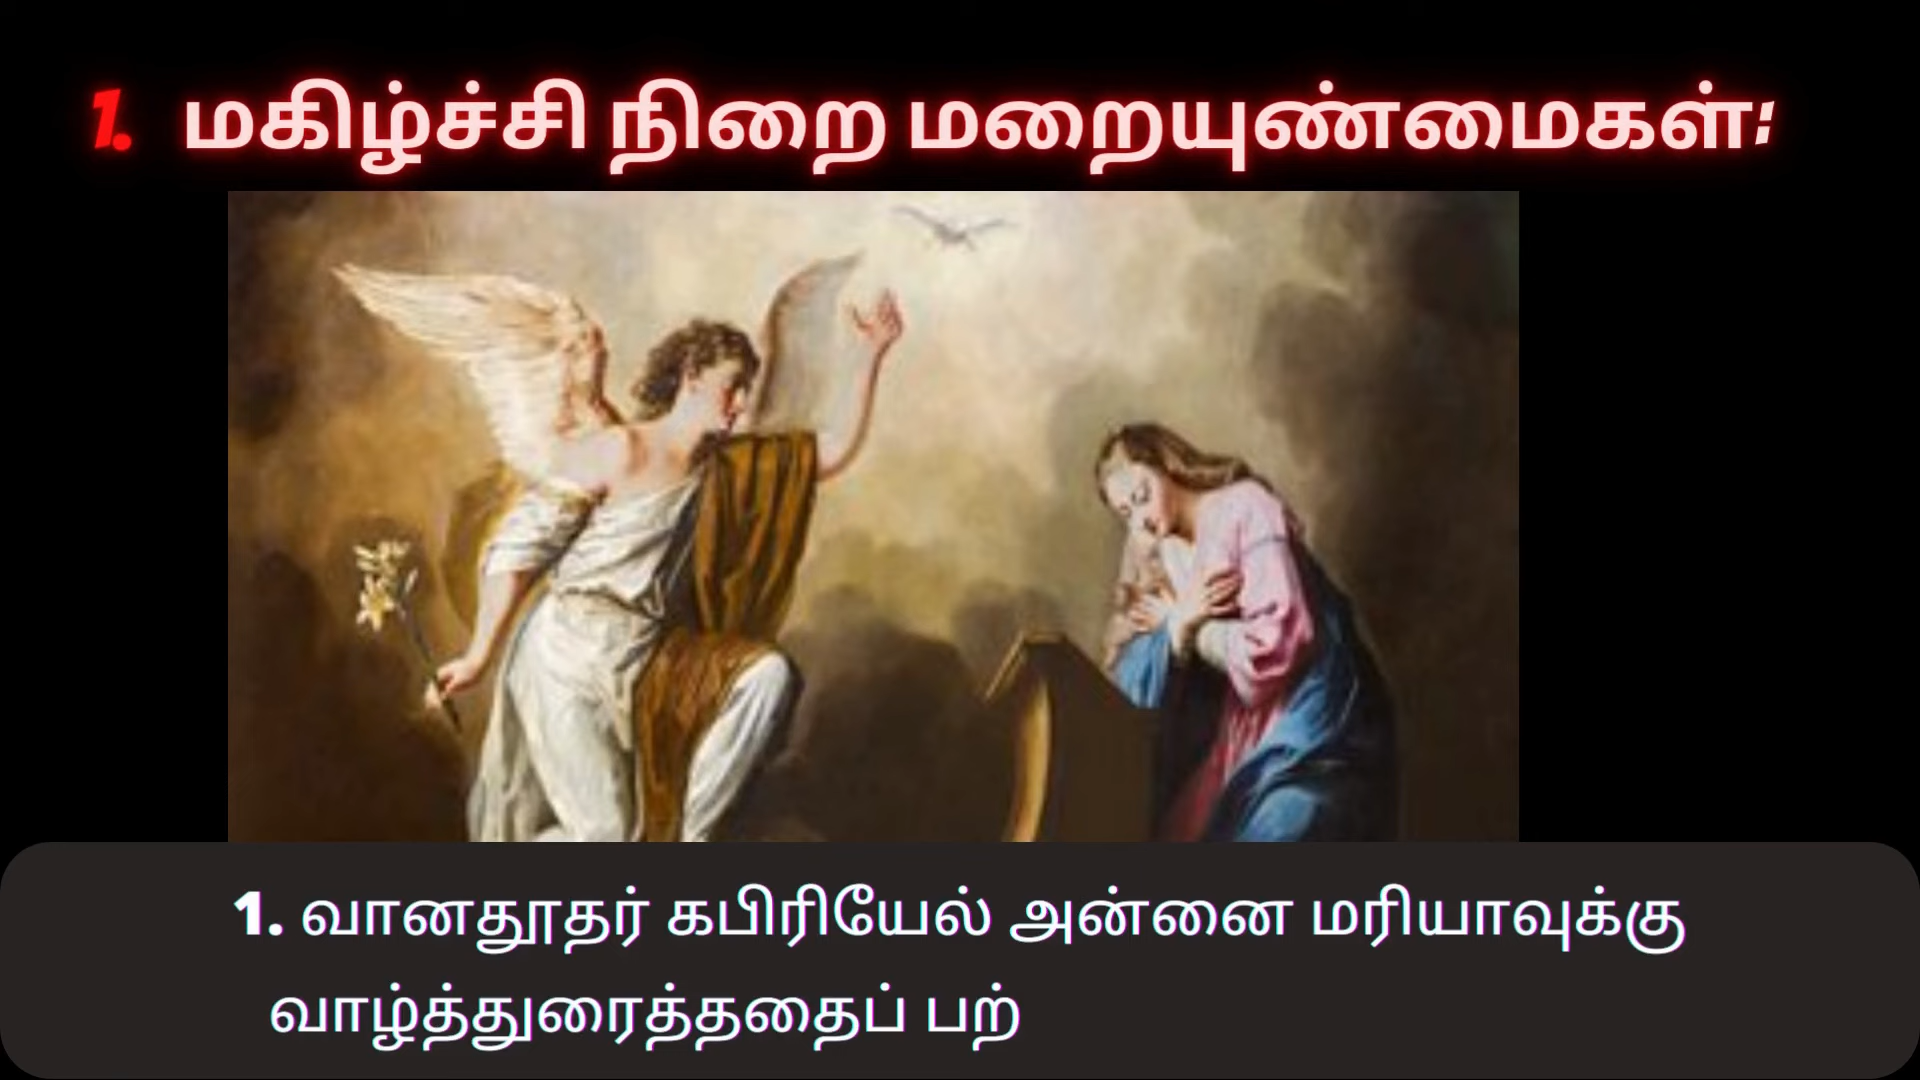 1. மகிழ்ச்சி நிறை மறையுண்மைகள்:
1. வானதூதர் கபிரியேல் அன்னை மரியாவுக்கு
வாழ்த்துரைத்ததைப் பற்